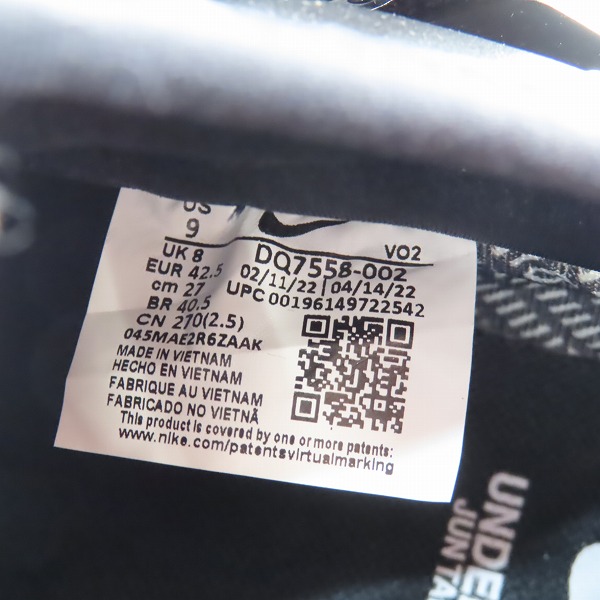 US
9
UK 8
EUR 42.5
cm 27
BR 40.5
CN 270(2.5)
045MAE2R6ZAAK
VO2
DQ7558-002
02/11/22 | 04/14/22
UPC 00196149722542
MADE IN VIETNAM
HECHO EN VIETNAM
FABRIQUE AU VIETNAM
FABRICADO NO VIETNÃ
This product is covered by one or more patents:
www.nike.com/patentsvirtualmarking
JUN TA